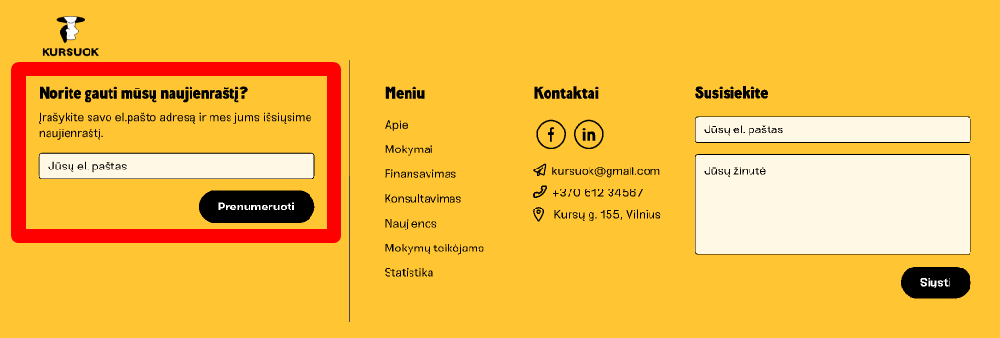 KURSUOK
Norite gauti mūsų naujienraštį?
Įrašykite savo el.pašto adresą ir mes jums išsiųsime
naujienraštį.
Jūsų el. paštas
Prenumeruoti
Meniu
Apie
Mokymai
Finansavimas
Konsultavimas
Naujienos
Mokymų teikėjams
Statistika
Kontaktai
f in
kursuok@gmail.com
+370 612 34567
Kursų g. 155, Vilnius
Susisiekite
Jūsų el. paštas
Jūsų žinutė
Siųsti